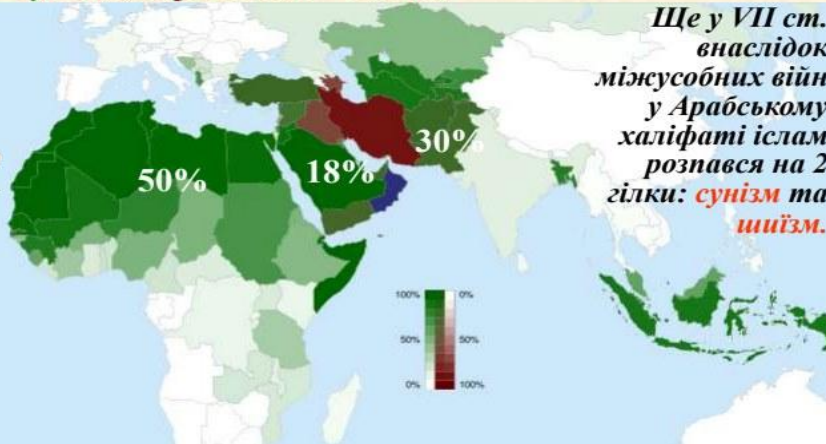 Ще у VII ст.
внаслідок
міжусобних війн
у Арабському
халіфаті іслам
розпався на 2
гілки: сунізм та
шиїзм.
50%
18%
30%
100% 0%
50% 50%
0% 100%